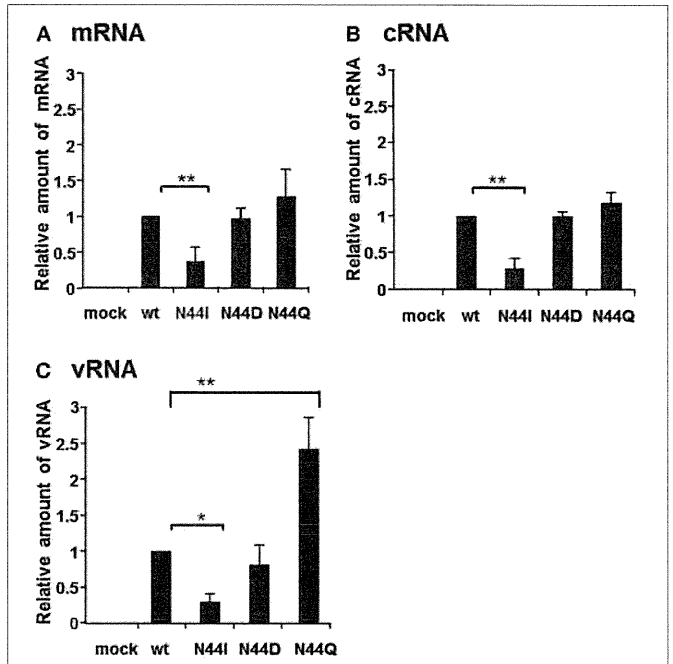 A mRNA
Relative amount of mRNA
3
2.5
2
1.5
1
0.5
0
**
mock wt N44I N44D N44Q
B cRNA
Relative amount of cRNA
3
2.5
2
1.5
1
0.5
0
**
mock wt N44I N44D N44Q
C vRNA
Relative amount of vRNA
3
2.5
2
1.5
1
0.5
0
**
*
mock wt N44I N44D N44Q